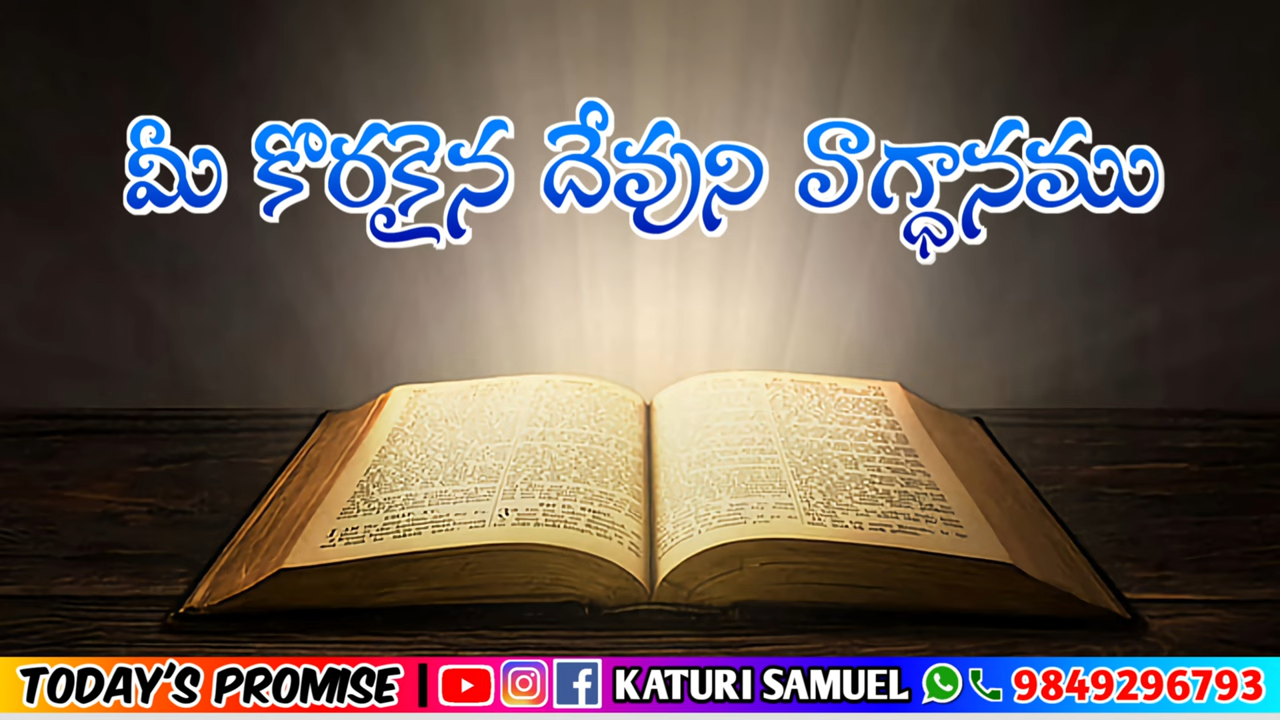 మీ కొరకైన దేవుని వాగ్ధానము
TODAY'S PROMISE | KATURI SAMUEL 9849296793